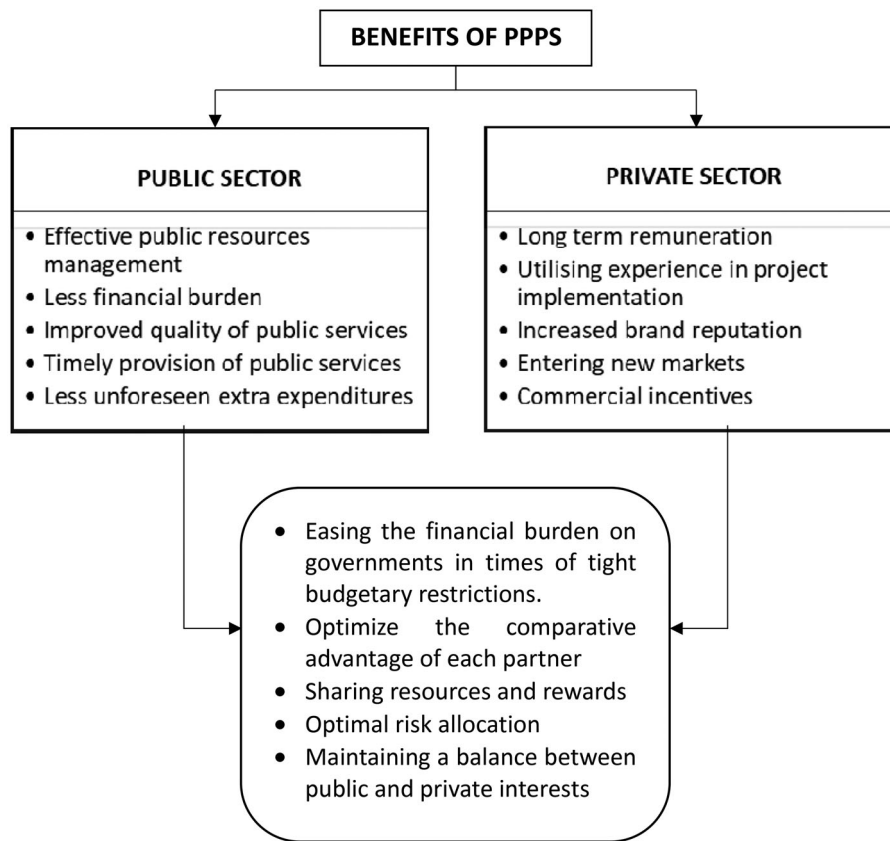 BENEFITS OF PPPS
PUBLIC SECTOR
• Effective public resources
management
• Less financial burden
• Improved quality of public services
• Timely provision of public services
• Less unforeseen extra expenditures
PRIVATE SECTOR
• Long term remuneration
• Utilising experience in project
implementation
• Increased brand reputation
• Entering new markets
• Commercial incentives
• Easing the financial burden on
governments in times of tight
budgetary restrictions.
• Optimize the comparative
advantage of each partner
• Sharing resources and rewards
• Optimal risk allocation
• Maintaining a balance between
public and private interests